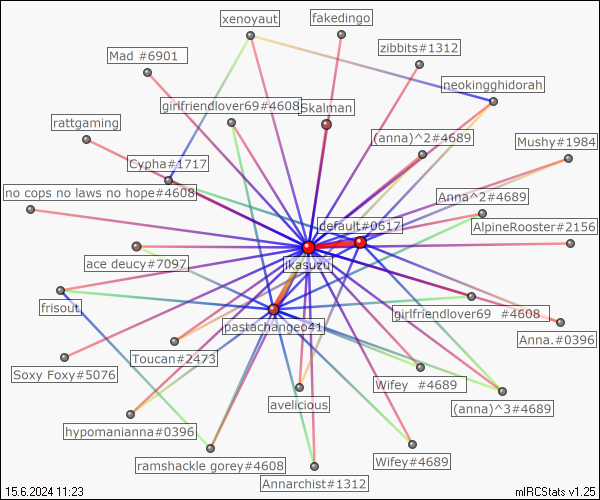 xenoyaut
fakedingo
Mad #6901
zibbits#1312
neokingghidorah
girlfriendlover69#4608
Skalman
rattgaming
(anna)^2#4689
Mushy#1984
Cypha#1717
no cops no laws no hope#4608
Anna^2#4689
default#0617
AlpineRooster#2156
ace deucy#7097
ikasuzu
frisout
girlfriendlover69 #4608
pastachangeo41
Anna.#0396
Toucan#2473
Soxy Foxy#5076
Wifey #4689
avelicious
(anna)^3#4689
hypomanianna#0396
ramshackle gorey#4608
Wifey#4689
Annarchist#1312
15.6.2024 11:23
mIRCStats v1.25